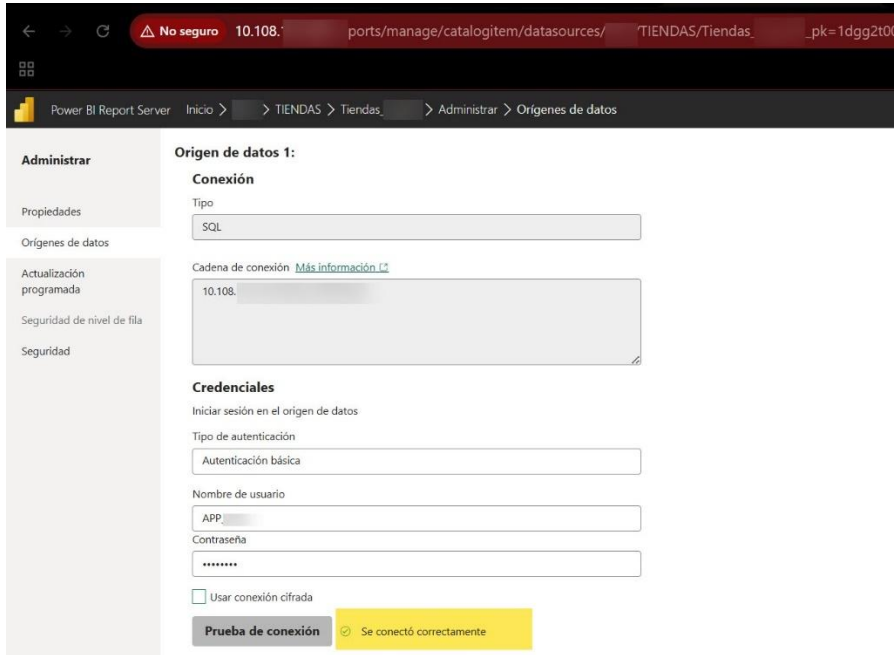 No seguro 10.108. ports/manage/catalogitem/datasources/ /TIENDAS/Tiendas_ _pk=1dgg2t00
Power BI Report Server Inicio > > TIENDAS > Tiendas_ > Administrar > Orígenes de datos
Administrar
Propiedades
Orígenes de datos
Actualización
programada
Seguridad de nivel de fila
Seguridad
Origen de datos 1:
Conexión
Tipo
SQL
Cadena de conexión Más información
10.108.
Credenciales
Iniciar sesión en el origen de datos
Tipo de autenticación
Autenticación básica
Nombre de usuario
APP_
Contraseña
••••••••
Usar conexión cifrada
Prueba de conexión Se conectó correctamente